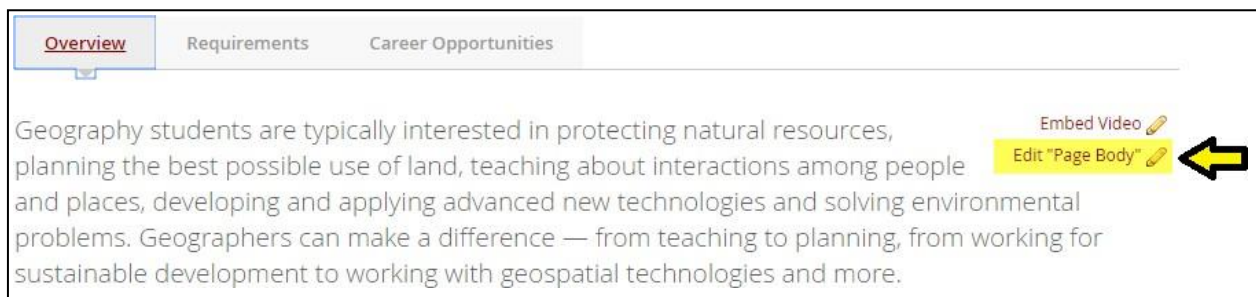 Overview Requirements Career Opportunities
Geography students are typically interested in protecting natural resources,
Embed Video
planning the best possible use of land, teaching about interactions among people
Edit "Page Body"
and places, developing and applying advanced new technologies and solving environmental
problems. Geographers can make a difference — from teaching to planning, from working for
sustainable development to working with geospatial technologies and more.